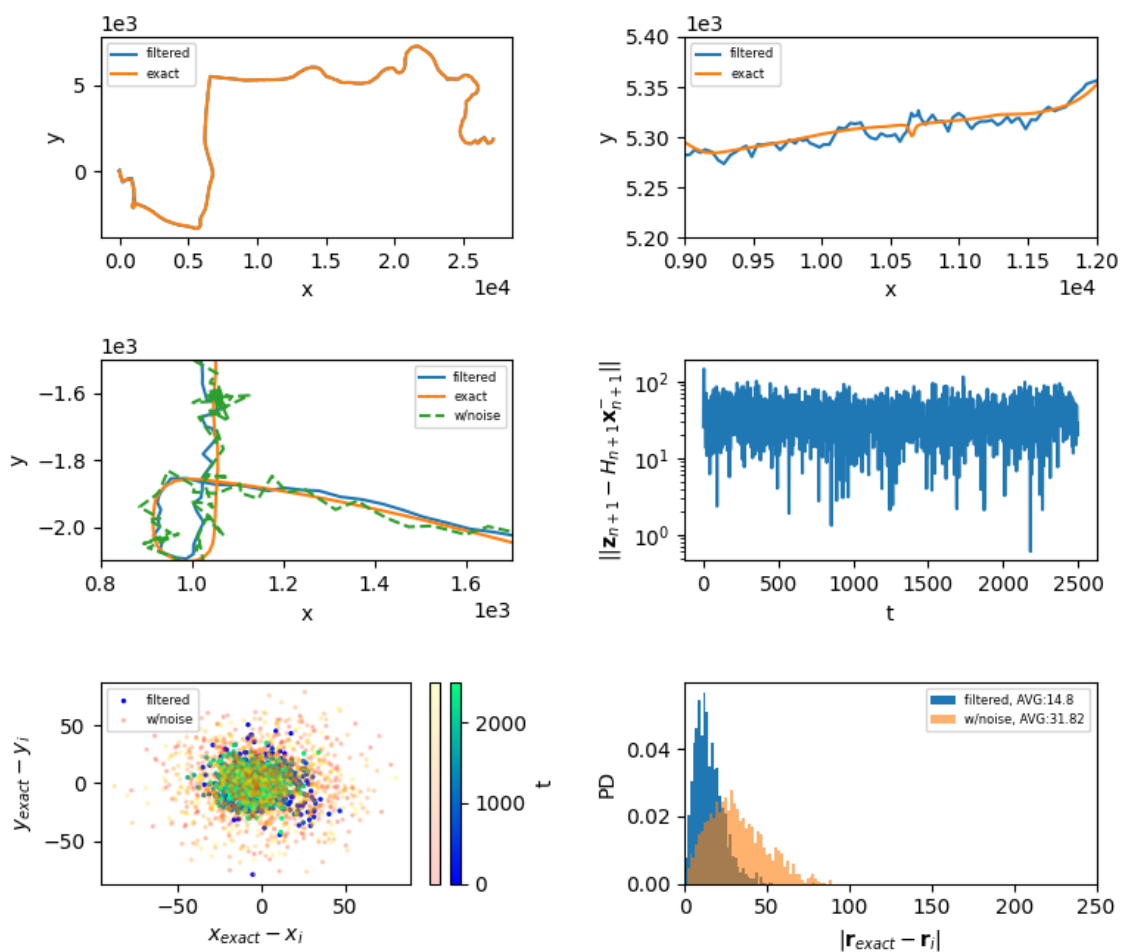 1e3
filtered
exact
5
0
y
0.0 0.5 1.0 1.5 2.0 2.5
x
1e4
1e3
filtered
exact
5.40
5.35
5.30
5.25
5.20
y
0.90 0.95 1.00 1.05 1.10 1.15 1.20
x
1e4
1e3
filtered
exact
w/noise
−1.6
−1.8
−2.0
y
0.8 1.0 1.2 1.4 1.6
x
1e3
10²
10¹
10⁰
||z_{n+1} − H_{n+1}x⁻_{n+1}||
0 500 1000 1500 2000 2500
t
filtered
w/noise
50
0
−50
y_{exact} − y_i
−50 0 50
x_{exact} − x_i
2000
1000
0
t
filtered, AVG:14.8
w/noise, AVG:31.82
0.04
0.02
0.00
PD
0 50 100 150 200 250
|r_{exact} − r_i|